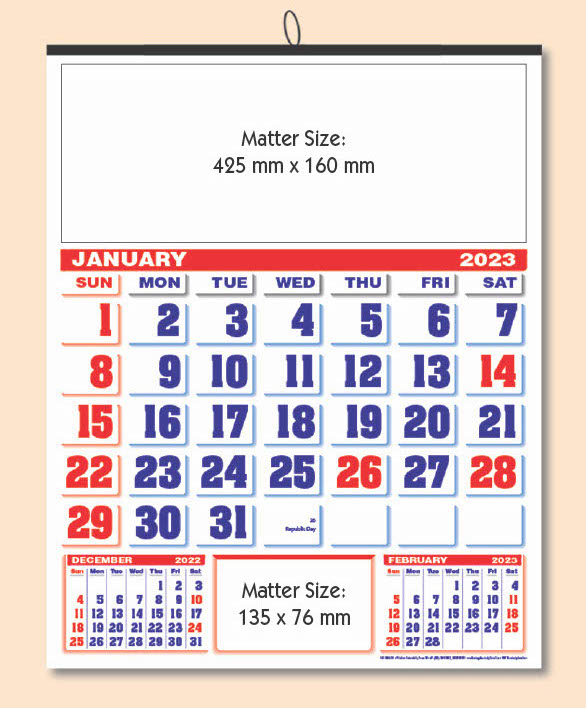 Matter Size:
425 mm x 160 mm
JANUARY 2023
SUN MON TUE WED THU FRI SAT
1 2 3 4 5 6 7
8 9 10 11 12 13 14
15 16 17 18 19 20 21
22 23 24 25 26 27 28
29 30 31 26
Republic Day
DECEMBER 2022
Sun Mon Tue Wed Thu Fri Sat
1 2 3
4 5 6 7 8 9 10
11 12 13 14 15 16 17
18 19 20 21 22 23 24
25 26 27 28 29 30 31
Matter Size:
135 x 76 mm
FEBRUARY 2023
Sun Mon Tue Wed Thu Fri Sat
1 2 3 4
5 6 7 8 9 10 11
12 13 14 15 16 17 18
19 20 21 22 23 24 25
26 27 28